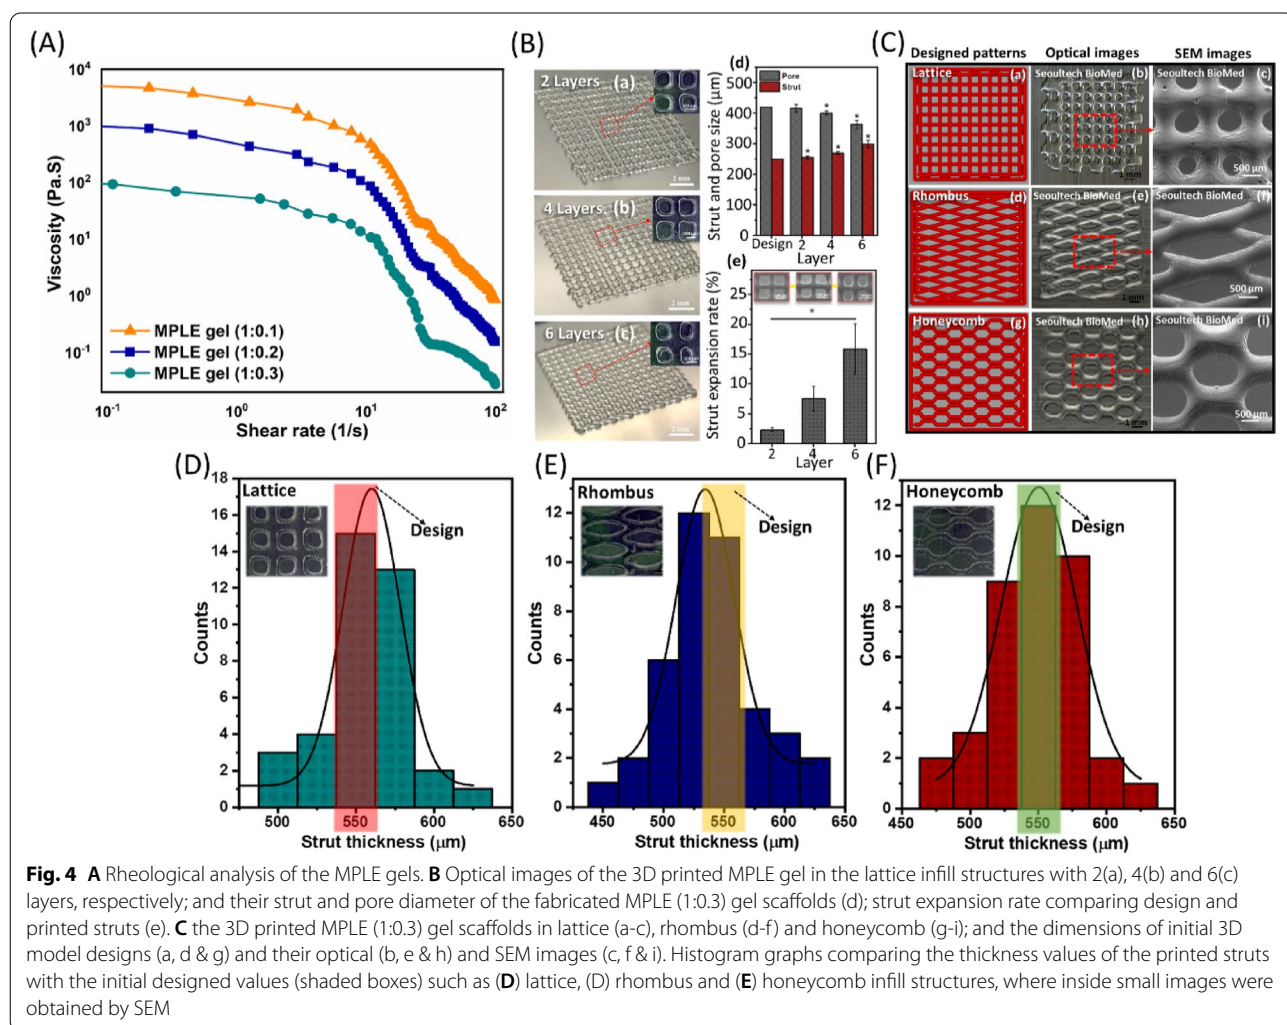 (A)
10⁴
10³
10²
10¹
10⁰
10⁻¹
Viscosity (Pa.S)
MPLE gel (1:0.1)
MPLE gel (1:0.2)
MPLE gel (1:0.3)
10⁻¹ 10⁰ 10¹ 10²
Shear rate (1/s)
(B)
2 Layers (a)
2 mm
4 Layers (b)
2 mm
6 Layers (c)
2 mm
(d)
Strut and pore size (μm)
500
400
300
200
Pore
Strut
* * * * *
Design 2 4 6
Layer
(e)
Strut expansion rate (%)
25
20
15
10
5
0
*
2 4 6
Layer
(C)
Designed patterns Optical images SEM images
Lattice (a) Seoultech BioMed (b) Seoultech BioMed (c)
1 mm 500 μm
Rhombus (d) Seoultech BioMed (e) Seoultech BioMed (f)
1 mm 500 μm
Honeycomb (g) Seoultech BioMed (h) Seoultech BioMed (i)
1 mm 500 μm
(D)
18
16
14
12
10
8
6
4
2
0
Counts
Lattice
Design
500 550 600 650
Strut thickness (μm)
(E)
12
10
8
6
4
2
0
Counts
Rhombus
Design
450 500 550 600 650
Strut thickness (μm)
(F)
12
10
8
6
4
2
0
Counts
Honeycomb
Design
450 500 550 600 650
Strut thickness (μm)
Fig. 4 A Rheological analysis of the MPLE gels. B Optical images of the 3D printed MPLE gel in the lattice infill structures with 2(a), 4(b) and 6(c)
layers, respectively; and their strut and pore diameter of the fabricated MPLE (1:0.3) gel scaffolds (d); strut expansion rate comparing design and
printed struts (e). C the 3D printed MPLE (1:0.3) gel scaffolds in lattice (a-c), rhombus (d-f) and honeycomb (g-i); and the dimensions of initial 3D
model designs (a, d & g) and their optical (b, e & h) and SEM images (c, f & i). Histogram graphs comparing the thickness values of the printed struts
with the initial designed values (shaded boxes) such as (D) lattice, (D) rhombus and (E) honeycomb infill structures, where inside small images were
obtained by SEM